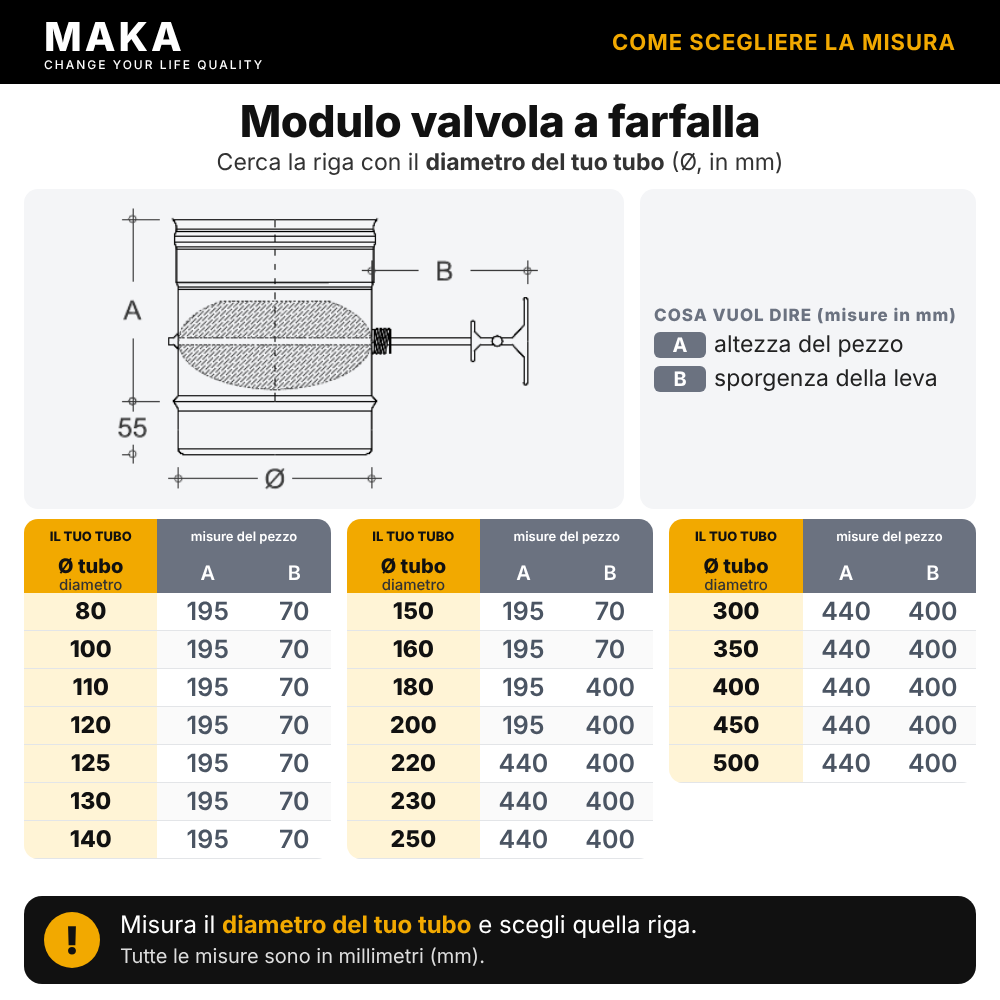 MAKA
CHANGE YOUR LIFE QUALITY
COME SCEGLIERE LA MISURA
Modulo valvola a farfalla
Cerca la riga con il diametro del tuo tubo (Ø, in mm)
A
B
55
Ø
COSA VUOL DIRE (misure in mm)
A altezza del pezzo
B sporgenza della leva
IL TUO TUBO misure del pezzo
Ø tubo A B
diametro
80 195 70
100 195 70
110 195 70
120 195 70
125 195 70
130 195 70
140 195 70
IL TUO TUBO misure del pezzo
Ø tubo A B
diametro
150 195 70
160 195 70
180 195 400
200 195 400
220 440 400
230 440 400
250 440 400
IL TUO TUBO misure del pezzo
Ø tubo A B
diametro
300 440 400
350 440 400
400 440 400
450 440 400
500 440 400
! Misura il diametro del tuo tubo e scegli quella riga.
Tutte le misure sono in millimetri (mm).